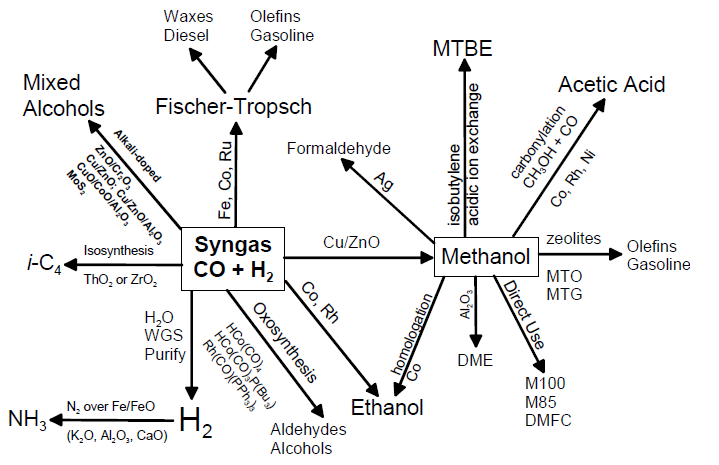 Waxes
Diesel
Olefins
Gasoline
MTBE
Mixed
Alcohols
Fischer-Tropsch
Acetic Acid
Alkali-doped
ZnO/Cr₂O₃
Cu/ZnO; Cu/ZnO/Al₂O₃
CuO/CoO/Al₂O₃
MoS₂
Fe, Co, Ru
Formaldehyde
Ag
isobutylene
acidic ion exchange
carbonylation
CH₃OH + CO
Co, Rh, Ni
i-C₄
Isosynthesis
ThO₂ or ZrO₂
Syngas
CO + H₂
Cu/ZnO
Methanol
zeolites
MTO
MTG
Olefins
Gasoline
H₂O
WGS
Purify
Oxosynthesis
HCo(CO)₄
HCo(CO)₃P(Bu₃)
Rh(CO)(PPh₃)₃
Co, Rh
homologation
Co
Al₂O₃
Direct Use
DME
M100
M85
DMFC
NH₃
N₂ over Fe/FeO
(K₂O, Al₂O₃, CaO)
H₂
Aldehydes
Alcohols
Ethanol